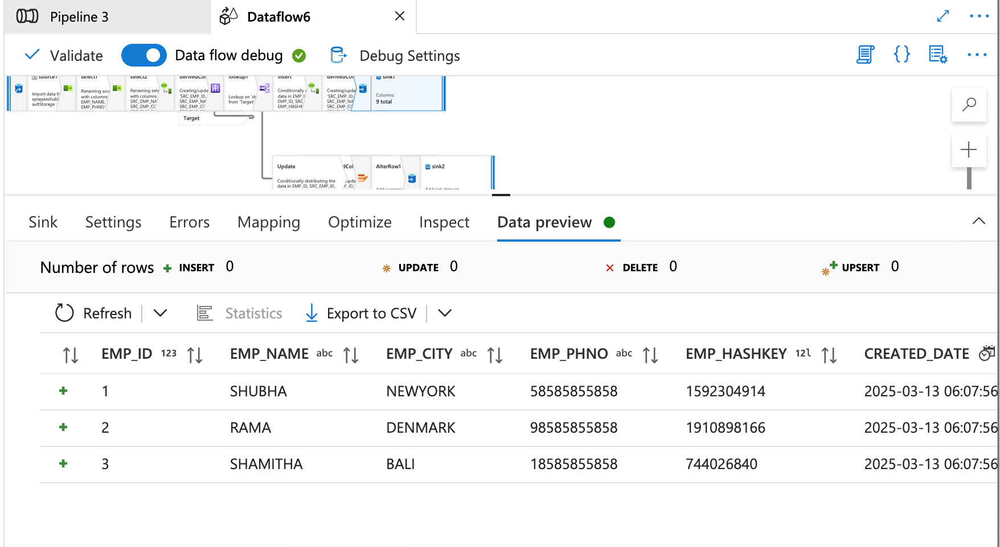 Pipeline 3
Dataflow6
Validate
Data flow debug
Debug Settings
source1
Import data fr
synapseshubh
aultStorage
select1
Renaming sou
with columns
EMP_NAME,
EMP_PHNO'
select2
Renaming sele
with columns
SRC_EMP_NA
SRC_EMP_CI
derivedCol
Creating/upda
'SRC_EMP_ID,
SRC_EMP_NA
SRC_EMP_CI
lookup1
Lookup on 'de
from 'Target'
insert
Conditionally d
data in EMP_I
EMP_ID, SRC
EMP_HASHK
derivedCol
Creating/upda
'SRC_EMP_ID,
SRC_EMP_NA
SRC_EMP_CI
sink1
Columns:
9 total
Target
Update
Conditionally distributing the
data in EMP_ID, SRC_EMP_ID,
dCol
upda
_ID,
AlterRow1
sink2
Add sink dataset
Sink Settings Errors Mapping Optimize Inspect Data preview
Number of rows INSERT 0 UPDATE 0 DELETE 0 UPSERT 0
Refresh Statistics Export to CSV
EMP_ID 123 EMP_NAME abc EMP_CITY abc EMP_PHNO abc EMP_HASHKEY 12l CREATED_DATE
1 SHUBHA NEWYORK 58585855858 1592304914 2025-03-13 06:07:56
2 RAMA DENMARK 98585855858 1910898166 2025-03-13 06:07:56
3 SHAMITHA BALI 18585855858 744026840 2025-03-13 06:07:56